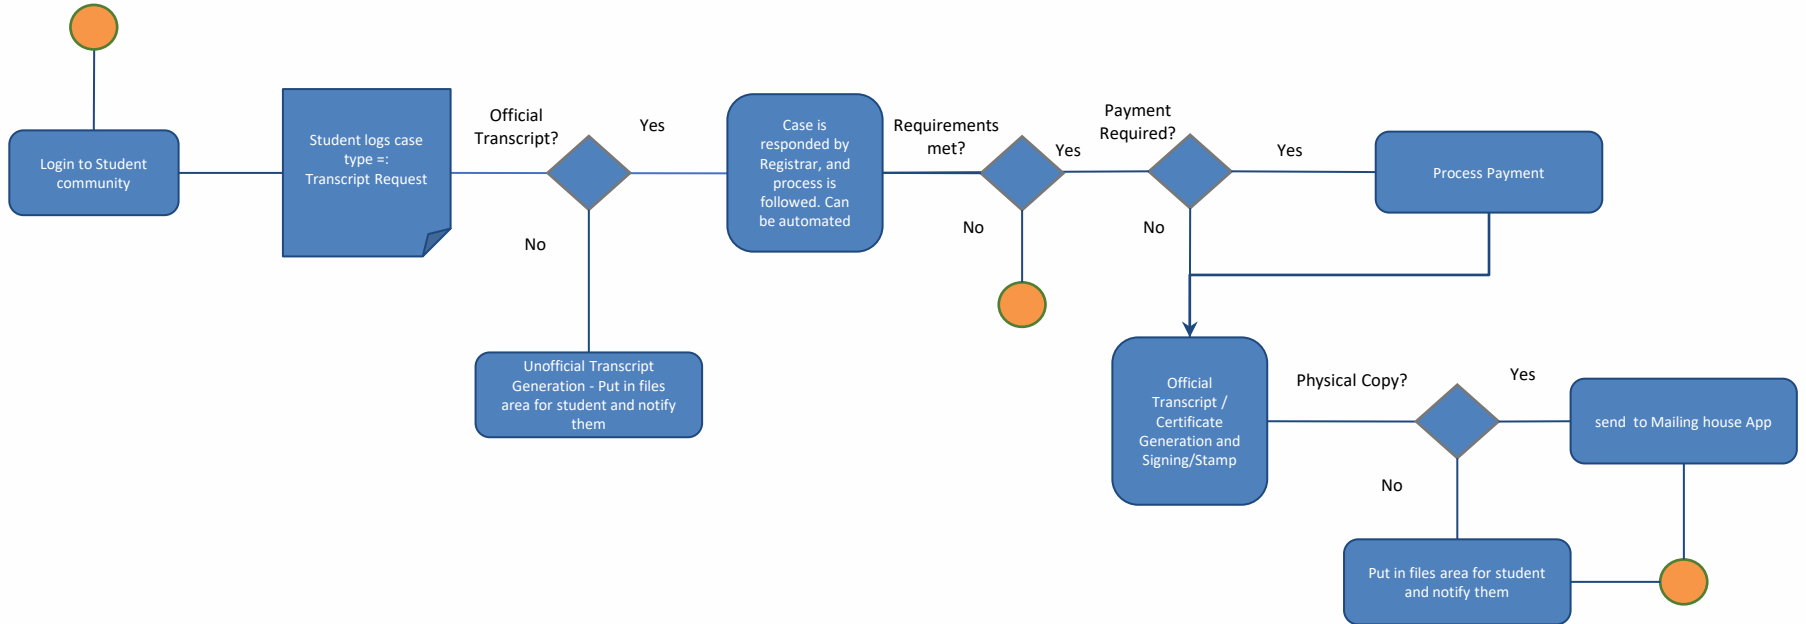 Login to Student
community
Student logs case
type =:
Transcript Request
Official
Transcript?
Yes
No
Unofficial Transcript
Generation - Put in files
area for student and notify
them
Case is
responded by
Registrar, and
process is
followed. Can
be automated
Requirements
met?
Yes
No
Payment
Required?
Yes
No
Process Payment
Official
Transcript /
Certificate
Generation and
Signing/Stamp
Physical Copy?
Yes
No
send  to Mailing house App
Put in files area for student
and notify them